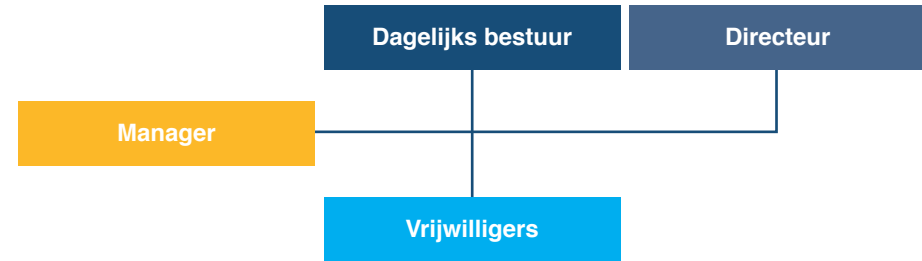 Dagelijks bestuur
Directeur
Manager
Vrijwilligers